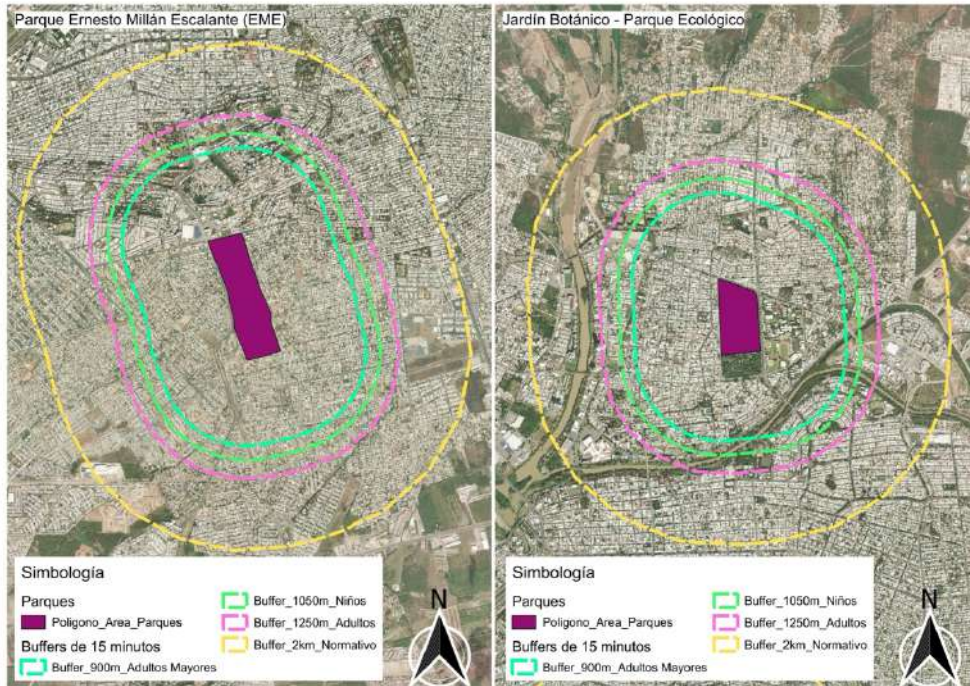 Parque Ernesto Millán Escalante (EME)
Simbología
Parques
Poligono_Area_Parques
Buffers de 15 minutos
Buffer_900m_Adultos Mayores
Buffer_1050m_Niños
Buffer_1250m_Adultos
Buffer_2km_Normativo
N
Jardín Botánico - Parque Ecológico
Simbología
Parques
Poligono_Area_Parques
Buffers de 15 minutos
Buffer_900m_Adultos Mayores
Buffer_1050m_Niños
Buffer_1250m_Adultos
Buffer_2km_Normativo
N